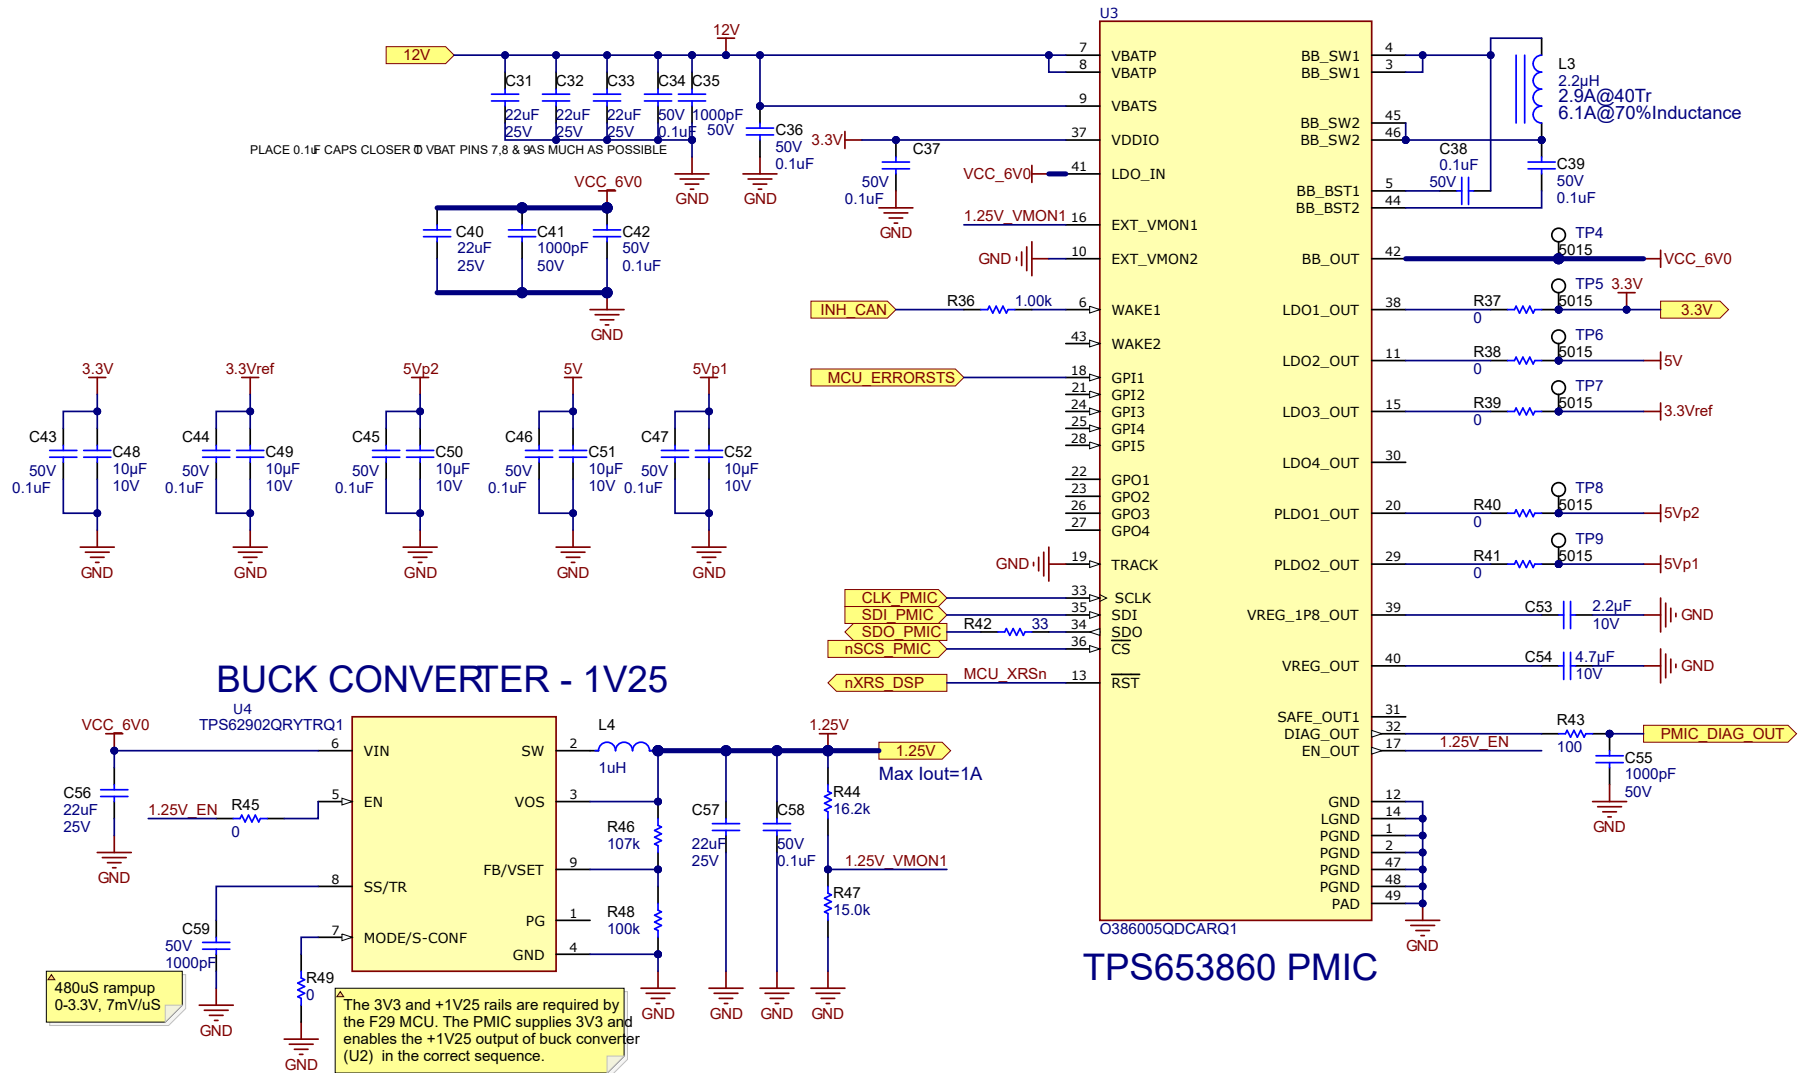 U3
12V
12V
C31
22uF
25V
C32
22uF
25V
C33
22uF
25V
C34
50V
0.1uF
C35
1000pF
50V
C36
50V
0.1uF
PLACE 0.1uF CAPS CLOSER TO VBAT PINS 7,8 & 9AS MUCH AS POSSIBLE
3.3V
C37
50V
0.1uF
GND
GND
GND
VCC_6V0
1.25V_VMON1
GND
VCC_6V0
C40
22uF
25V
C41
1000pF
50V
C42
50V
0.1uF
GND
INH_CAN
R36
1.00k
MCU_ERRORSTS
GND
CLK_PMIC
SDI_PMIC
SDO_PMIC
R42
33
nSCS_PMIC
nXRS_DSP
MCU_XRSn
7 VBATP
8 VBATP
9 VBATS
37 VDDIO
41 LDO_IN
16 EXT_VMON1
10 EXT_VMON2
6 WAKE1
43 WAKE2
18 GPI1
21 GPI2
24 GPI3
25 GPI4
28 GPI5
22 GPO1
23 GPO2
26 GPO3
27 GPO4
19 TRACK
33 SCLK
35 SDI
34 SDO
36 CS
13 RST
BB_SW1 4
BB_SW1 3
BB_SW2 45
BB_SW2 46
BB_BST1 5
BB_BST2 44
BB_OUT 42
LDO1_OUT 38
LDO2_OUT 11
LDO3_OUT 15
LDO4_OUT 30
PLDO1_OUT 20
PLDO2_OUT 29
VREG_1P8_OUT 39
VREG_OUT 40
SAFE_OUT1 31
DIAG_OUT 32
EN_OUT 17
GND 12
LGND 14
PGND 1
PGND 2
PGND 47
PGND 48
PAD 49
O386005QDCARQ1
TPS653860 PMIC
L3
2.2µH
2.9A@40Tr
6.1A@70%Inductance
C38
0.1uF
50V
C39
50V
0.1uF
TP4
5015
VCC_6V0
R37
0
TP5
5015
3.3V
3.3V
R38
0
TP6
5015
5V
R39
0
TP7
5015
3.3Vref
R40
0
TP8
5015
5Vp2
R41
0
TP9
5015
5Vp1
C53
2.2µF
10V
GND
C54
4.7µF
10V
GND
1.25V_EN
R43
100
PMIC_DIAG_OUT
C55
1000pF
50V
GND
GND
3.3V
C43
50V
0.1uF
C48
10µF
10V
GND
3.3Vref
C44
50V
0.1uF
C49
10µF
10V
GND
5Vp2
C45
50V
0.1uF
C50
10µF
10V
GND
5V
C46
50V
0.1uF
C51
10µF
10V
GND
5Vp1
C47
50V
0.1uF
C52
10µF
10V
GND
BUCK CONVERTER - 1V25
U4
TPS62902QRYTRQ1
VCC_6V0
C56
22uF
25V
GND
1.25V_EN
R45
0
C59
50V
1000pF
GND
R49
0
GND
6 VIN
5 EN
8 SS/TR
7 MODE/S-CONF
SW 2
VOS 3
FB/VSET 9
PG 1
GND 4
L4
1uH
R46
107k
R48
100k
GND
C57
22uF
25V
GND
C58
50V
0.1uF
GND
1.25V
1.25V
Max Iout=1A
R44
16.2k
1.25V_VMON1
R47
15.0k
GND
480uS rampup
0-3.3V, 7mV/uS
The 3V3 and +1V25 rails are required by
the F29 MCU. The PMIC supplies 3V3 and
enables the +1V25 output of buck converter
(U2) in the correct sequence.